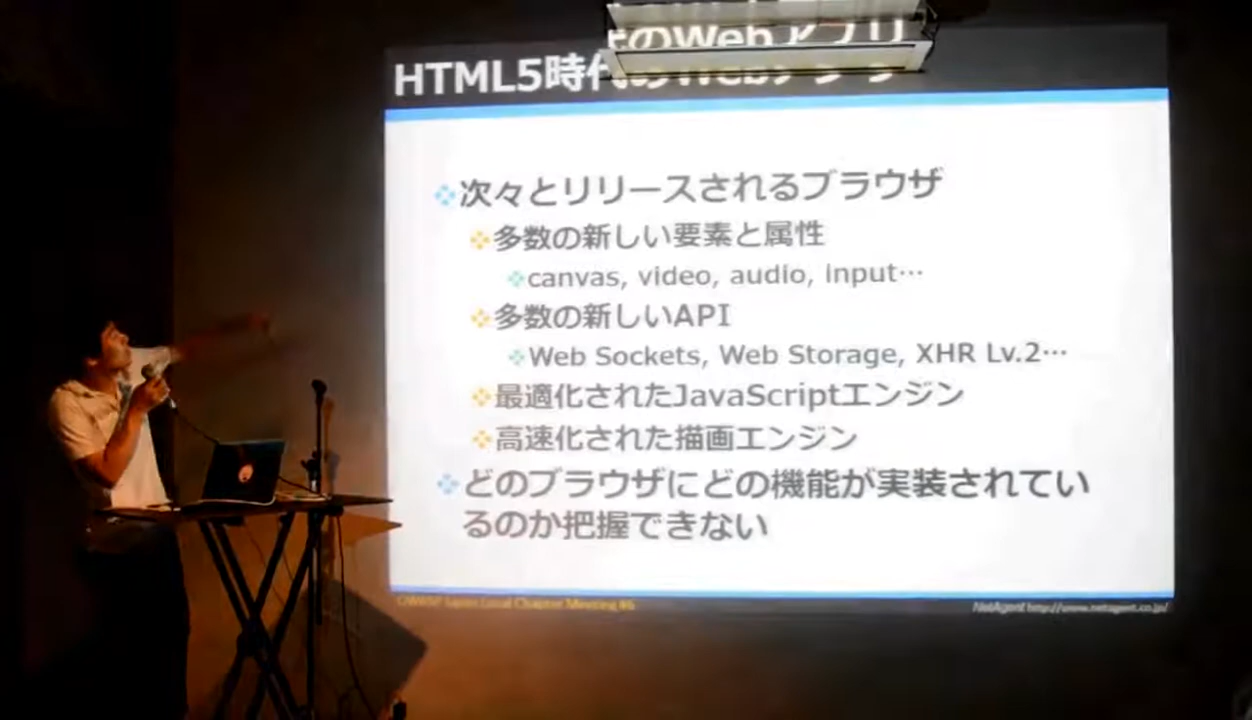 HTML5時代のWebアプリ
次々とリリースされるブラウザ
多数の新しい要素と属性
canvas, video, audio, input…
多数の新しいAPI
Web Sockets, Web Storage, XHR Lv.2…
最適化されたJavaScriptエンジン
高速化された描画エンジン
どのブラウザにどの機能が実装されてい
るのか把握できない
OWASP Japan Local Chapter Meeting #6
NetAgent http://www.netagent.co.jp/